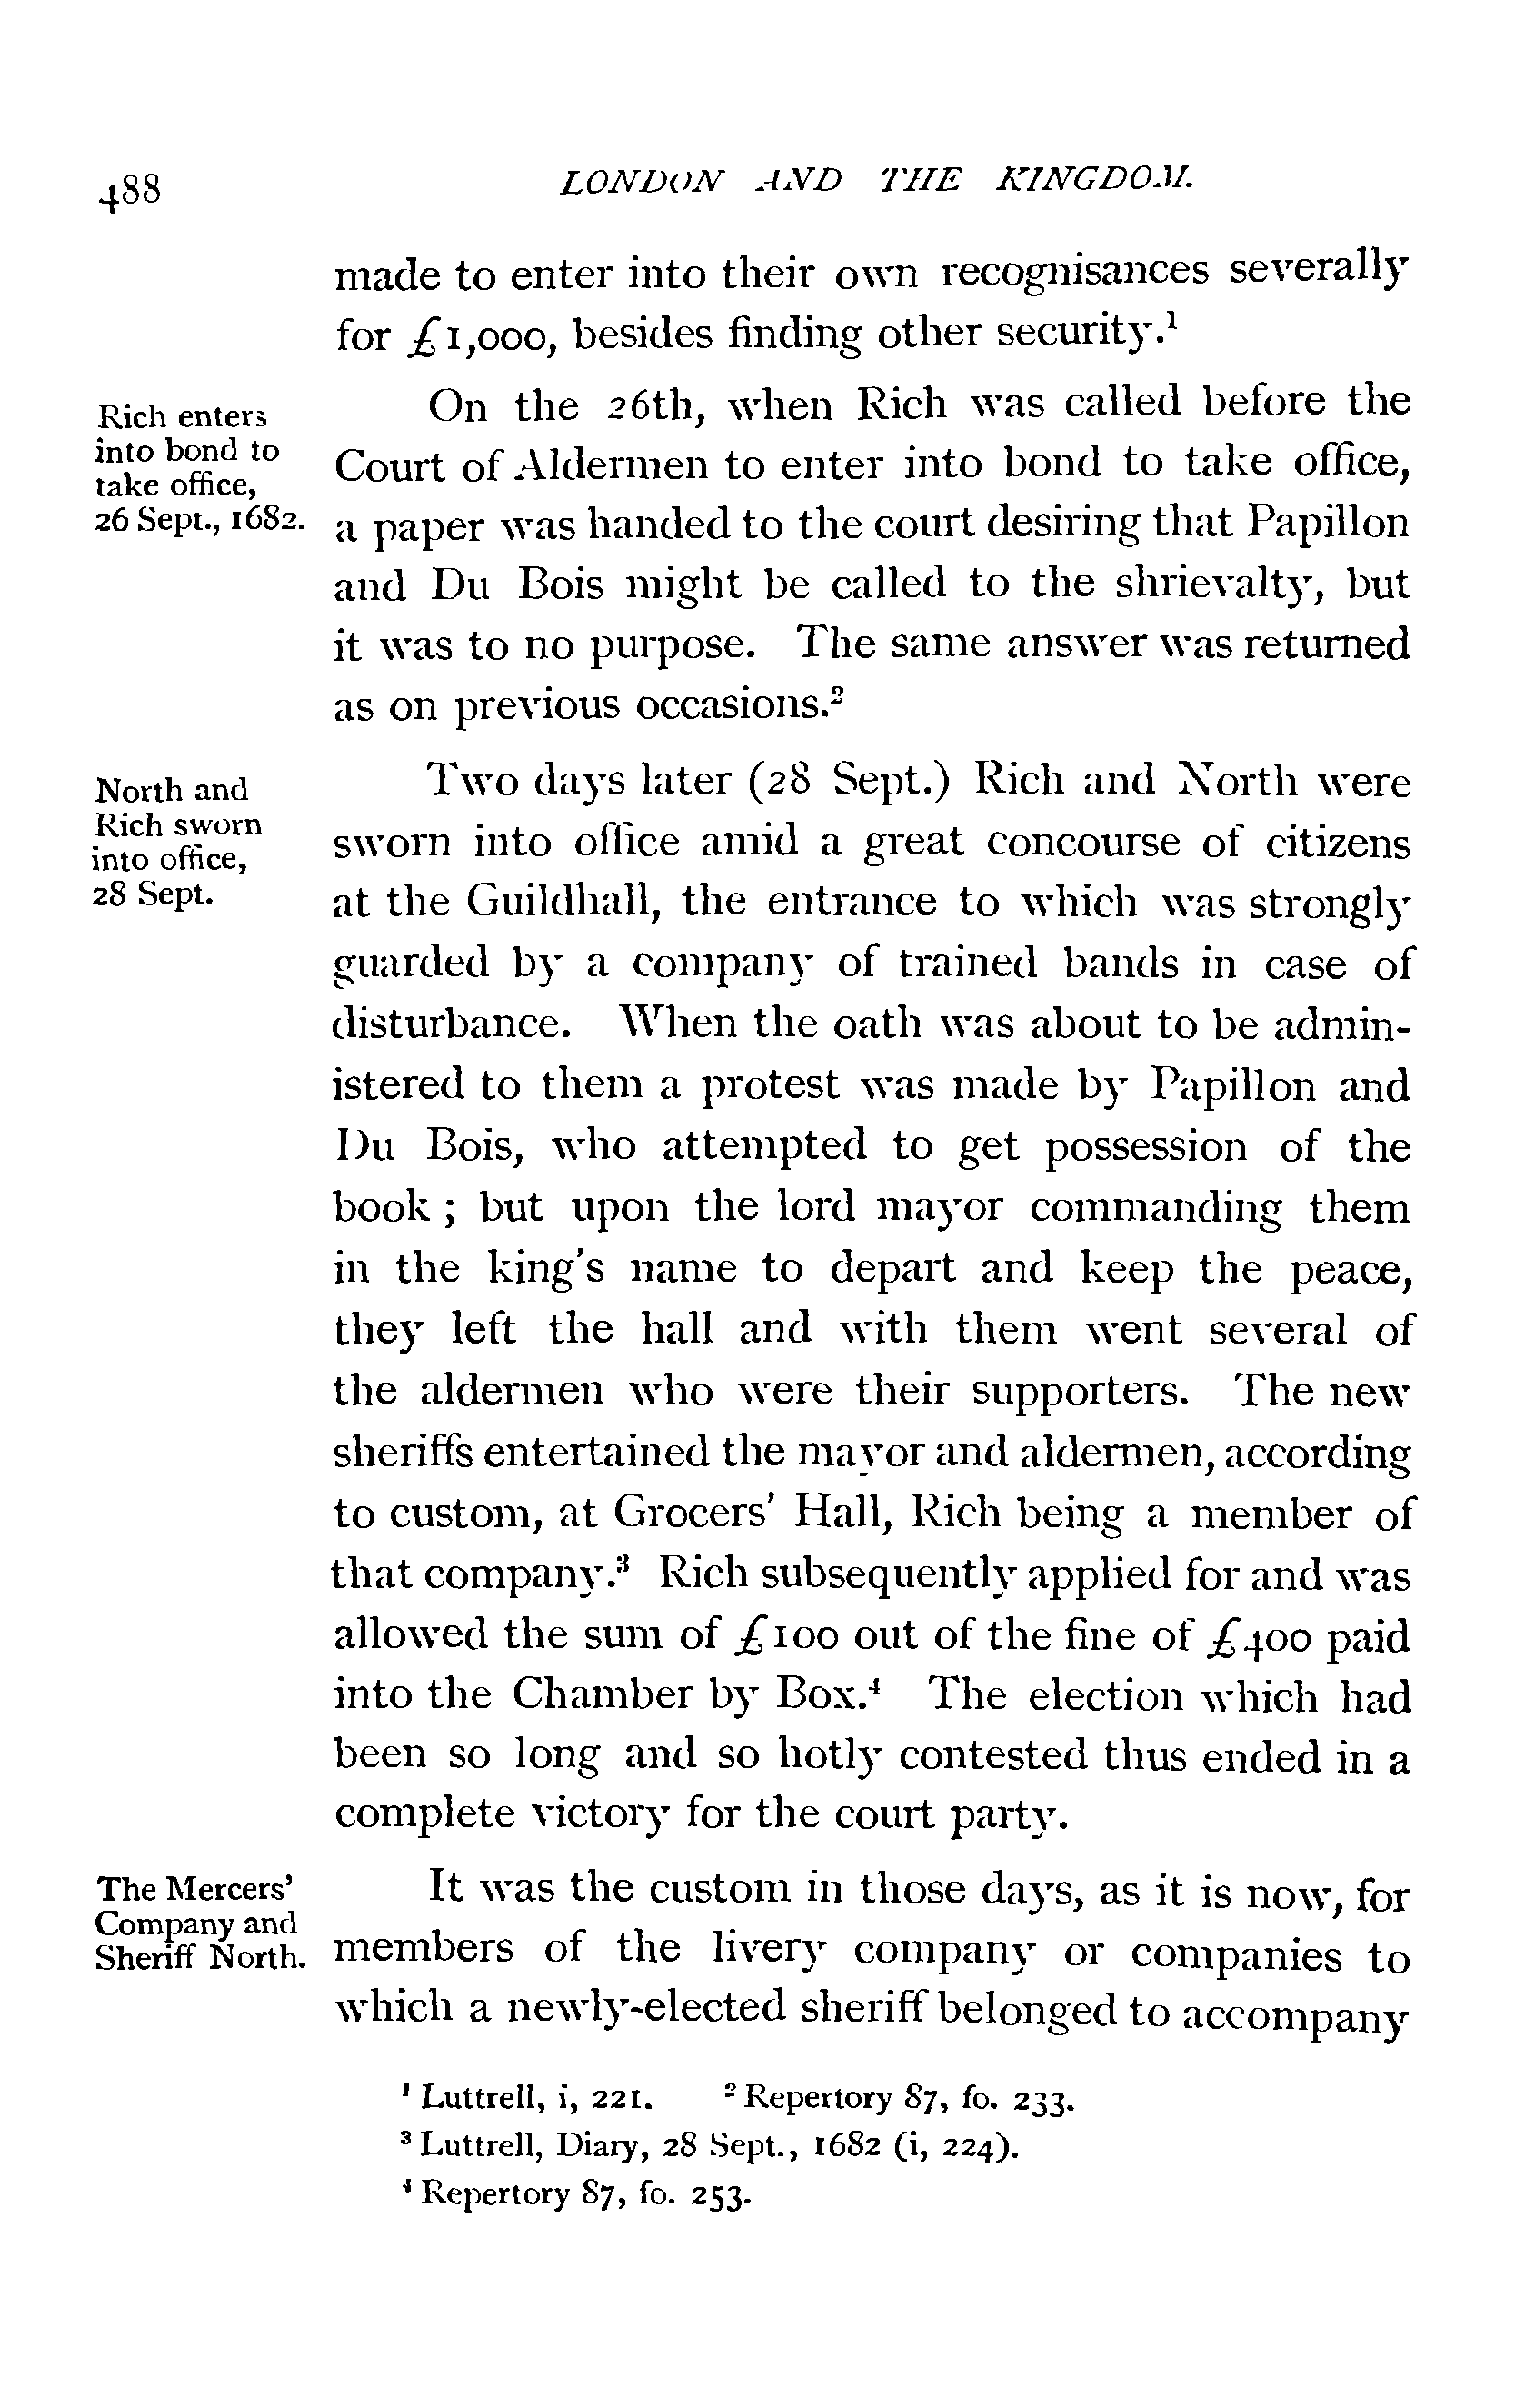 488 LONDON AND THE KINGDOM.
made to enter into their own recognisances severally
for £1,000, besides finding other security.¹
Rich enters
into bond to
take office,
26 Sept., 1682.
On the 26th, when Rich was called before the
Court of Aldermen to enter into bond to take office,
a paper was handed to the court desiring that Papillon
and Du Bois might be called to the shrievalty, but
it was to no purpose. The same answer was returned
as on previous occasions.²
North and
Rich sworn
into office,
28 Sept.
Two days later (28 Sept.) Rich and North were
sworn into office amid a great concourse of citizens
at the Guildhall, the entrance to which was strongly
guarded by a company of trained bands in case of
disturbance. When the oath was about to be admin-
istered to them a protest was made by Papillon and
Du Bois, who attempted to get possession of the
book ; but upon the lord mayor commanding them
in the king's name to depart and keep the peace,
they left the hall and with them went several of
the aldermen who were their supporters. The new
sheriffs entertained the mayor and aldermen, according
to custom, at Grocers' Hall, Rich being a member of
that company.³ Rich subsequently applied for and was
allowed the sum of £100 out of the fine of £400 paid
into the Chamber by Box.⁴ The election which had
been so long and so hotly contested thus ended in a
complete victory for the court party.
The Mercers'
Company and
Sheriff North.
It was the custom in those days, as it is now, for
members of the livery company or companies to
which a newly-elected sheriff belonged to accompany
¹ Luttrell, i, 221. ² Repertory 87, fo. 233.
³ Luttrell, Diary, 28 Sept., 1682 (i, 224).
⁴ Repertory 87, fo. 253.